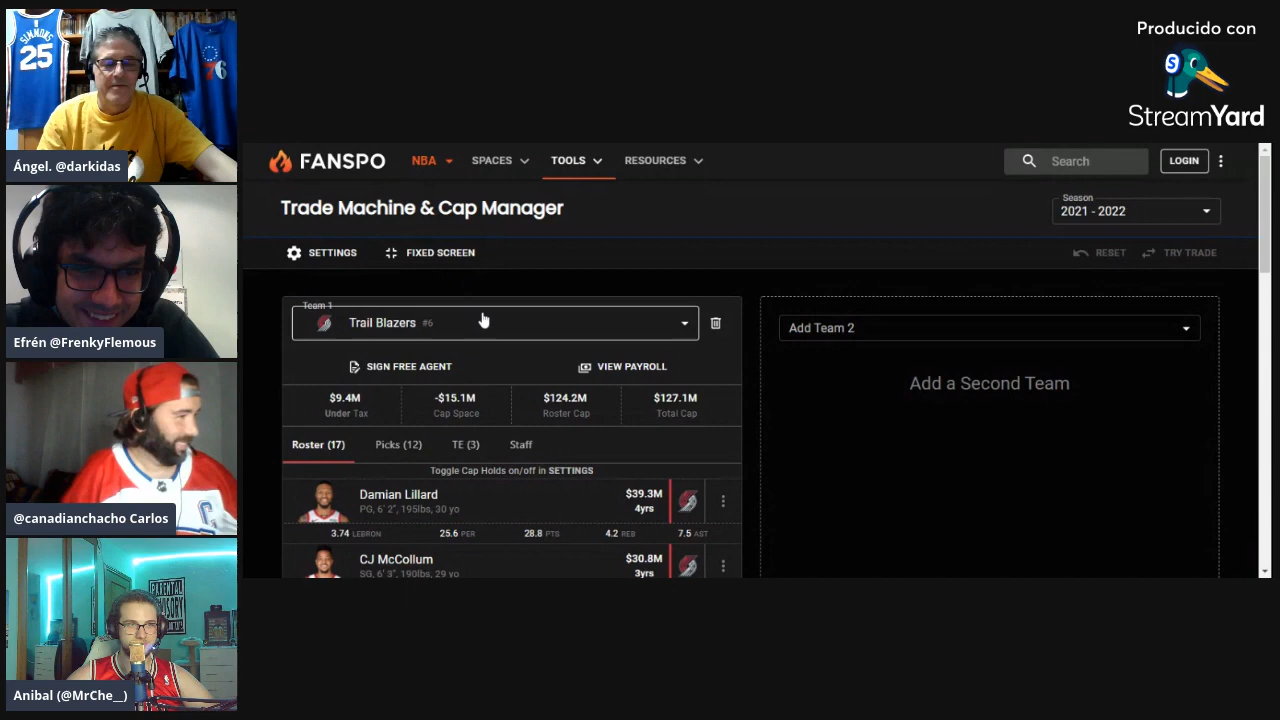 SIMMONS
25
76
Ángel. @darkidas
Efrén @FrenkyFlemous
@canadianchacho Carlos
PARENTAL
ADVISORY
Anibal (@MrChe__)
Producido con
S
StreamYard
FANSPO
NBA
SPACES
TOOLS
RESOURCES
Search
LOGIN
Trade Machine & Cap Manager
Season
2021 - 2022
SETTINGS
FIXED SCREEN
RESET
TRY TRADE
Team 1
Trail Blazers #6
Add Team 2
Add a Second Team
SIGN FREE AGENT
VIEW PAYROLL
$9.4M
Under Tax
-$15.1M
Cap Space
$124.2M
Roster Cap
$127.1M
Total Cap
Roster (17)
Picks (12)
TE (3)
Staff
Toggle Cap Holds on/off in SETTINGS
Damian Lillard
PG, 6' 2", 195lbs, 30 yo
$39.3M
4yrs
3.74 LEBRON
25.6 PER
28.8 PTS
4.2 REB
7.5 AST
CJ McCollum
SG, 6' 3", 190lbs, 29 yo
$30.8M
3yrs